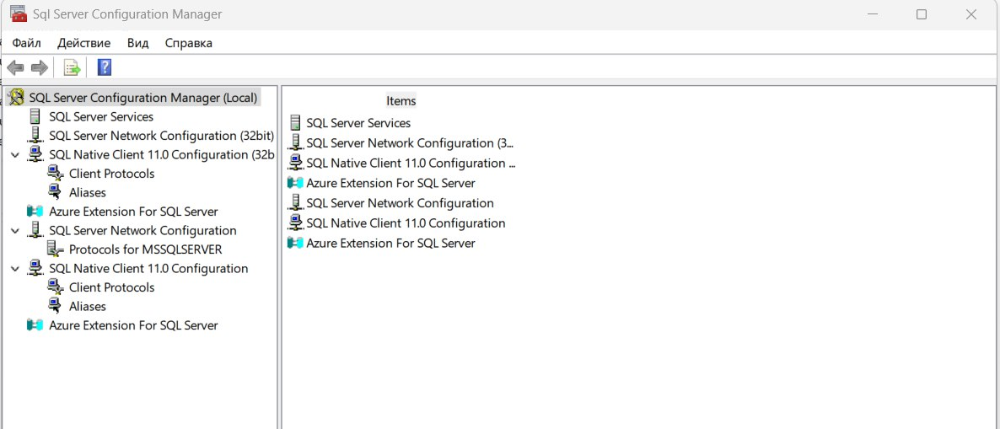 Sql Server Configuration Manager
Файл Действие Вид Справка
SQL Server Configuration Manager (Local)
SQL Server Services
SQL Server Network Configuration (32bit)
SQL Native Client 11.0 Configuration (32b
Client Protocols
Aliases
Azure Extension For SQL Server
SQL Server Network Configuration
Protocols for MSSQLSERVER
SQL Native Client 11.0 Configuration
Client Protocols
Aliases
Azure Extension For SQL Server
Items
SQL Server Services
SQL Server Network Configuration (3...
SQL Native Client 11.0 Configuration ...
Azure Extension For SQL Server
SQL Server Network Configuration
SQL Native Client 11.0 Configuration
Azure Extension For SQL Server